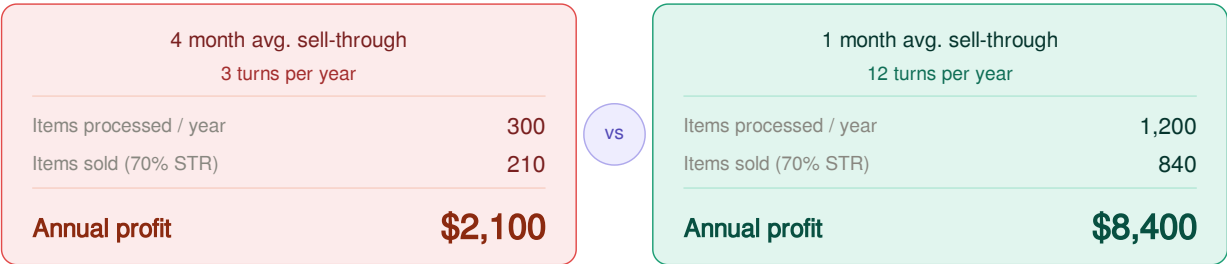 4 month avg. sell-through
3 turns per year
Items processed / year 300
Items sold (70% STR) 210
Annual profit $2,100
vs
1 month avg. sell-through
12 turns per year
Items processed / year 1,200
Items sold (70% STR) 840
Annual profit $8,400